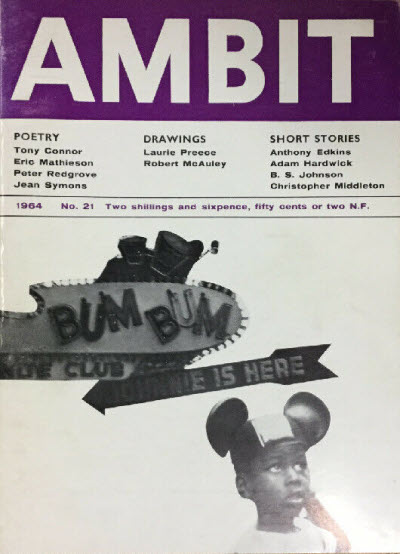 AMBIT
POETRY
Tony Connor
Eric Mathieson
Peter Redgrove
Jean Symons
DRAWINGS
Laurie Preece
Robert McAuley
SHORT STORIES
Anthony Edkins
Adam Hardwick
B. S. Johnson
Christopher Middleton
1964 No. 21 Two shillings and sixpence, fifty cents or two N.F.
BUM BUM
NITE CLUB
IS HERE